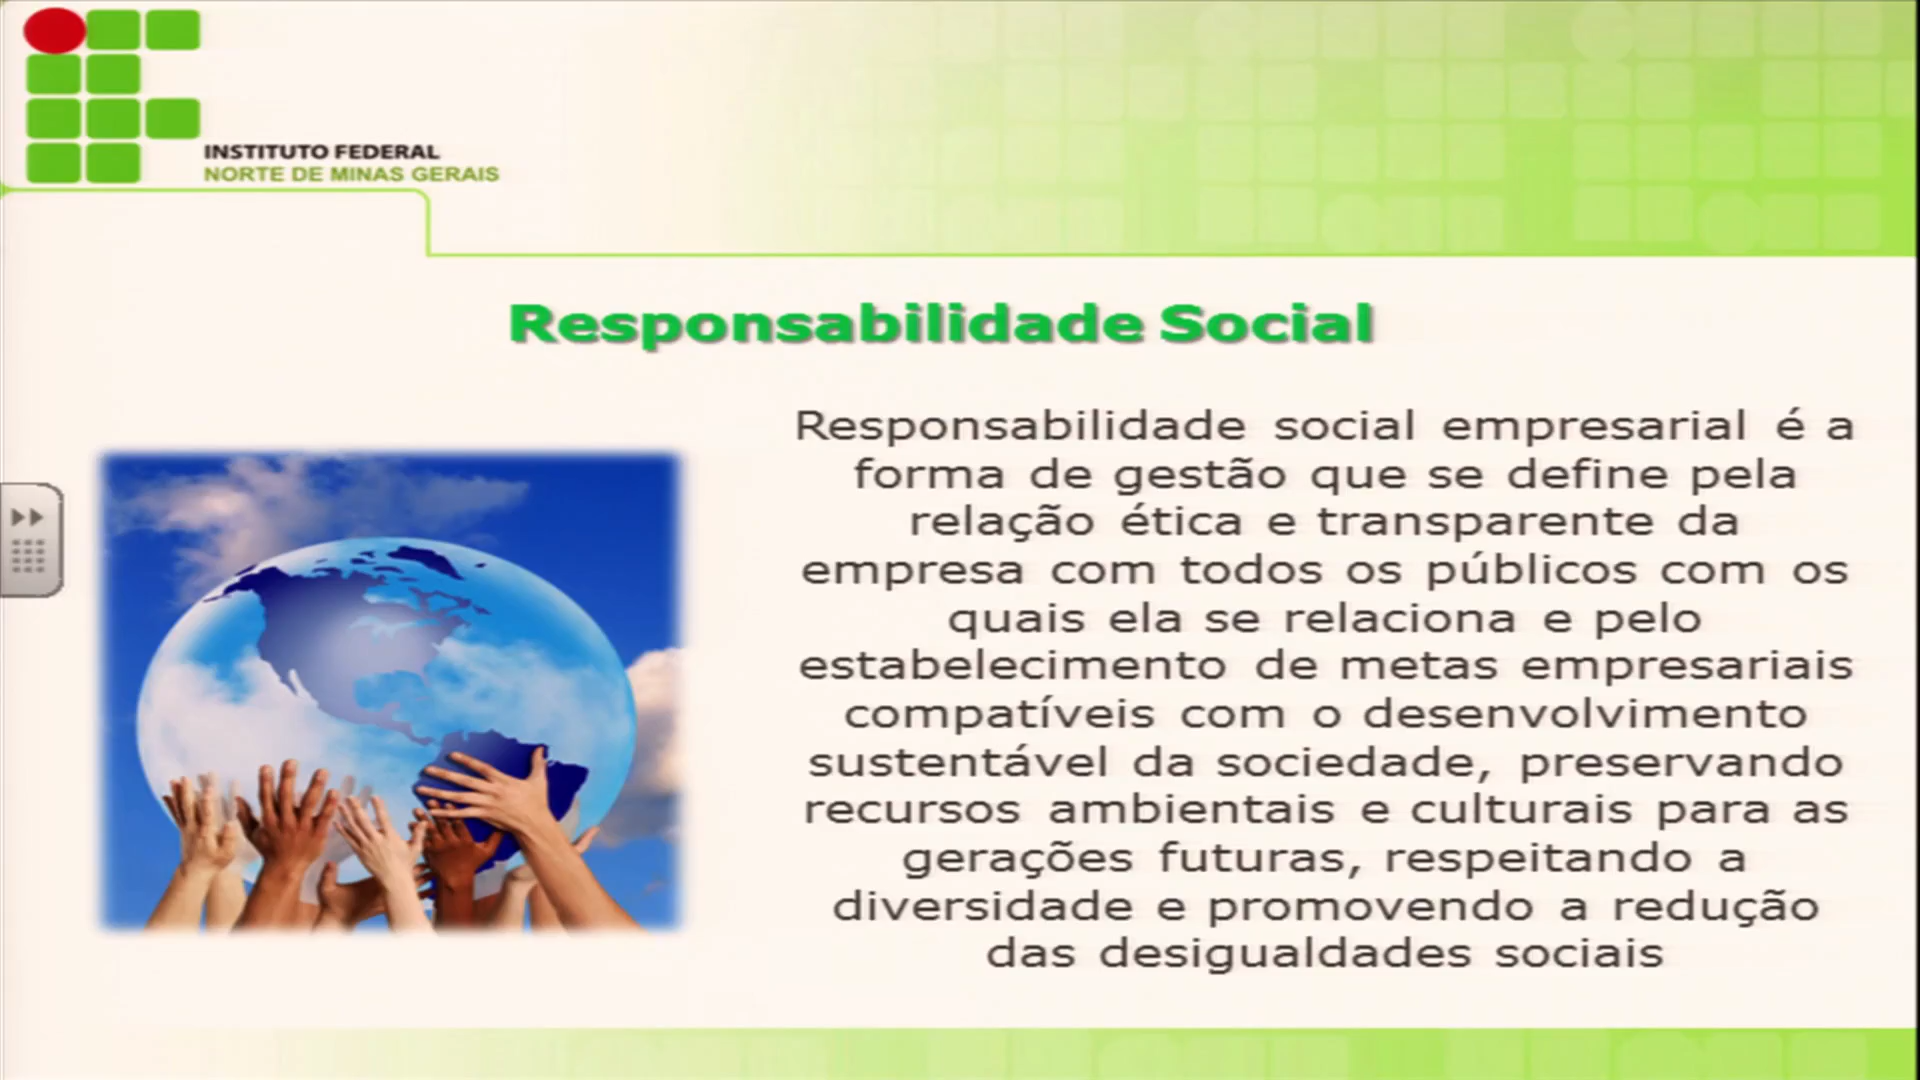 INSTITUTO FEDERAL
NORTE DE MINAS GERAIS
Responsabilidade Social
Responsabilidade social empresarial é a
forma de gestão que se define pela
relação ética e transparente da
empresa com todos os públicos com os
quais ela se relaciona e pelo
estabelecimento de metas empresariais
compatíveis com o desenvolvimento
sustentável da sociedade, preservando
recursos ambientais e culturais para as
gerações futuras, respeitando a
diversidade e promovendo a redução
das desigualdades sociais